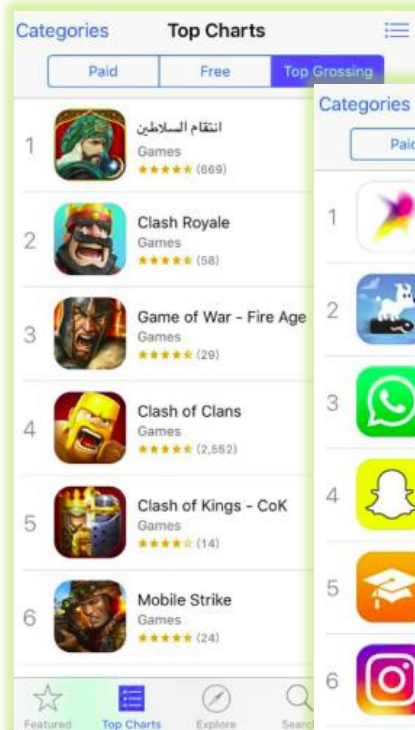 Categories
Top Charts
Paid
Free
Top Grossing
1
انتقام السلاطين
Games
(669)
2
Clash Royale
Games
(58)
3
Game of War - Fire Age
Games
(29)
4
Clash of Clans
Games
(2,552)
5
Clash of Kings - CoK
Games
(14)
6
Mobile Strike
Games
(24)
Featured
Top Charts
Explore
Categories
1
2
3
4
5
6